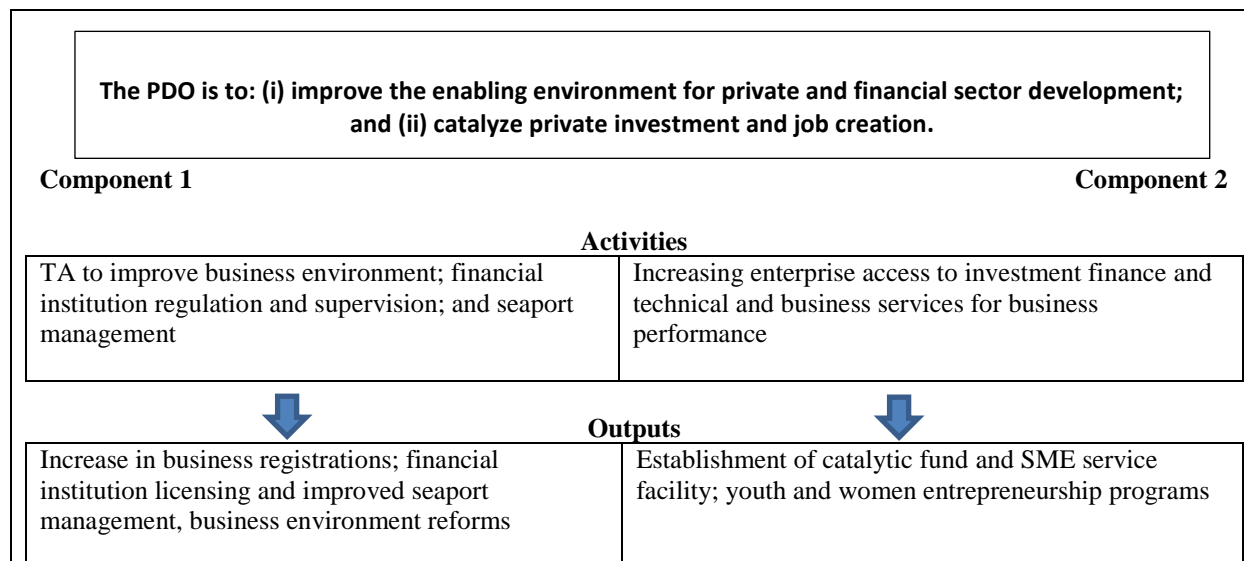 The PDO is to: (i) improve the enabling environment for private and financial sector development;
and (ii) catalyze private investment and job creation.
Component 1
Component 2
Activities
TA to improve business environment; financial
institution regulation and supervision; and seaport
management
Increasing enterprise access to investment finance and
technical and business services for business
performance
Outputs
Increase in business registrations; financial
institution licensing and improved seaport
management, business environment reforms
Establishment of catalytic fund and SME service
facility; youth and women entrepreneurship programs